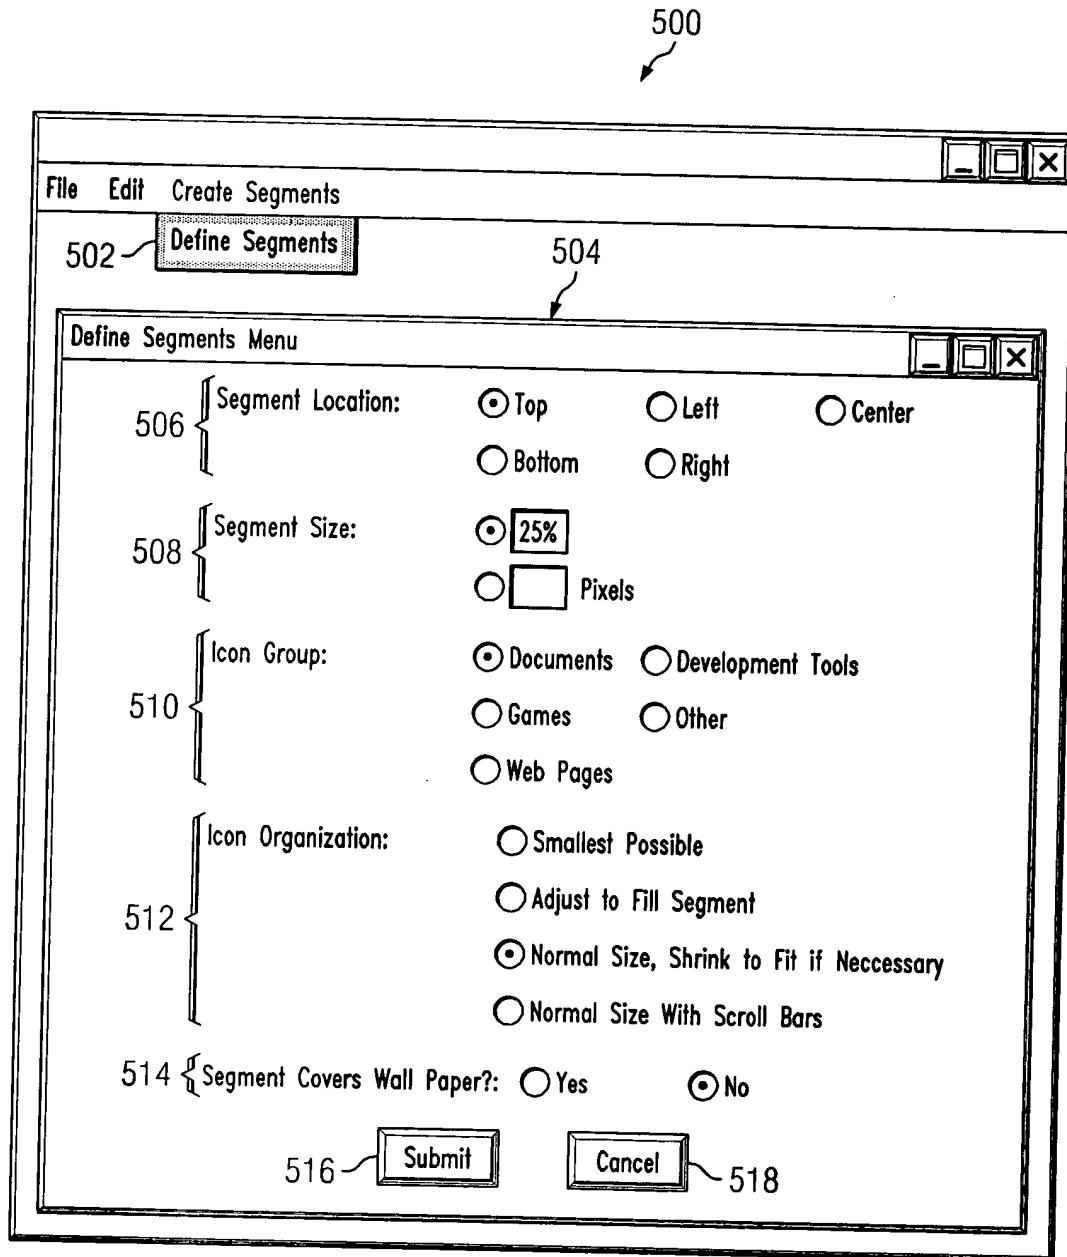 500
File Edit Create Segments
502 Define Segments
504
Define Segments Menu
506 Segment Location: Top Left Center
Bottom Right
508 Segment Size: 25%
Pixels
510 Icon Group: Documents Development Tools
Games Other
Web Pages
512 Icon Organization: Smallest Possible
Adjust to Fill Segment
Normal Size, Shrink to Fit if Neccessary
Normal Size With Scroll Bars
514 Segment Covers Wall Paper?: Yes No
516 Submit Cancel 518